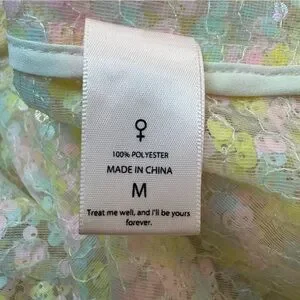 100% POLYESTER
MADE IN CHINA
M
Treat me well, and I'll be yours
forever.